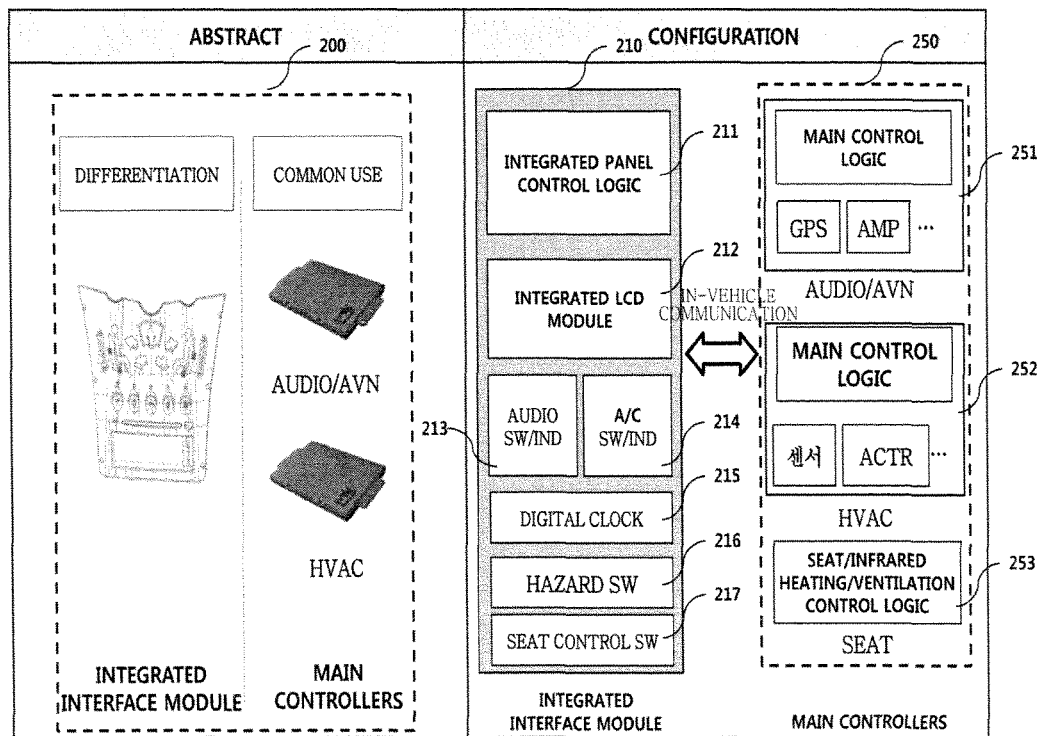 ABSTRACT
200
DIFFERENTIATION
COMMON USE
AUDIO/AVN
HVAC
INTEGRATED
INTERFACE MODULE
MAIN
CONTROLLERS
CONFIGURATION
210
250
INTEGRATED PANEL
CONTROL LOGIC
211
INTEGRATED LCD
MODULE
212
AUDIO
SW/IND
213
A/C
SW/IND
214
DIGITAL CLOCK
215
HAZARD SW
216
SEAT CONTROL SW
217
INTEGRATED
INTERFACE MODULE
IN-VEHICLE
COMMUNICATION
MAIN CONTROL
LOGIC
251
GPS
AMP
...
AUDIO/AVN
MAIN CONTROL
LOGIC
252
센서
ACTR
...
HVAC
SEAT/INFRARED
HEATING/VENTILATION
CONTROL LOGIC
253
SEAT
MAIN CONTROLLERS